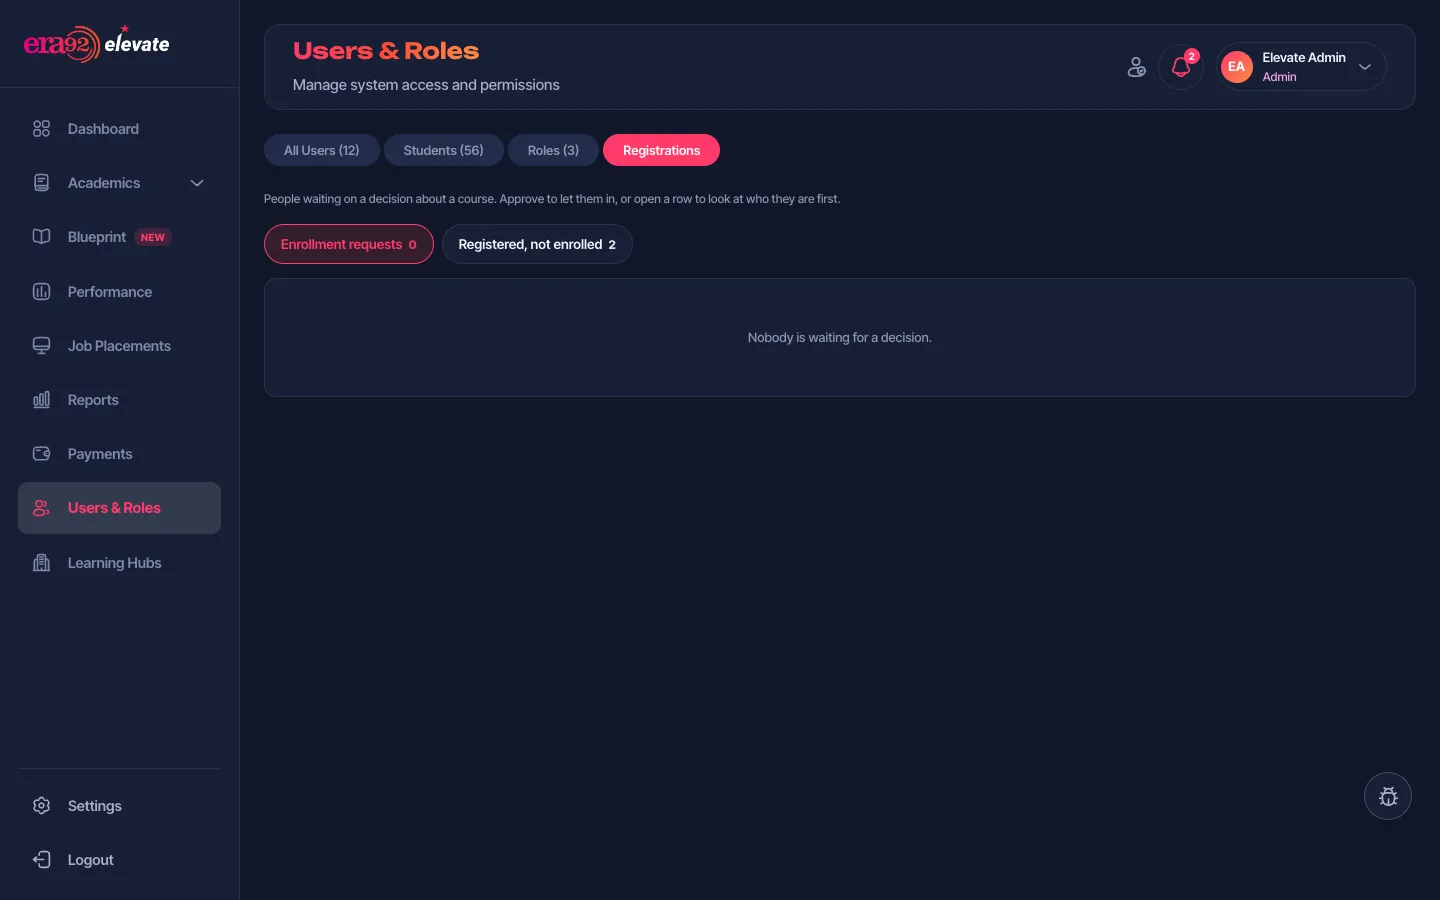 era92 elevate
Dashboard
Academics
Blueprint NEW
Performance
Job Placements
Reports
Payments
Users & Roles
Learning Hubs
Settings
Logout
Users & Roles
Manage system access and permissions
2
EA
Elevate Admin
Admin
All Users (12)
Students (56)
Roles (3)
Registrations
People waiting on a decision about a course. Approve to let them in, or open a row to look at who they are first.
Enrollment requests 0
Registered, not enrolled 2
Nobody is waiting for a decision.